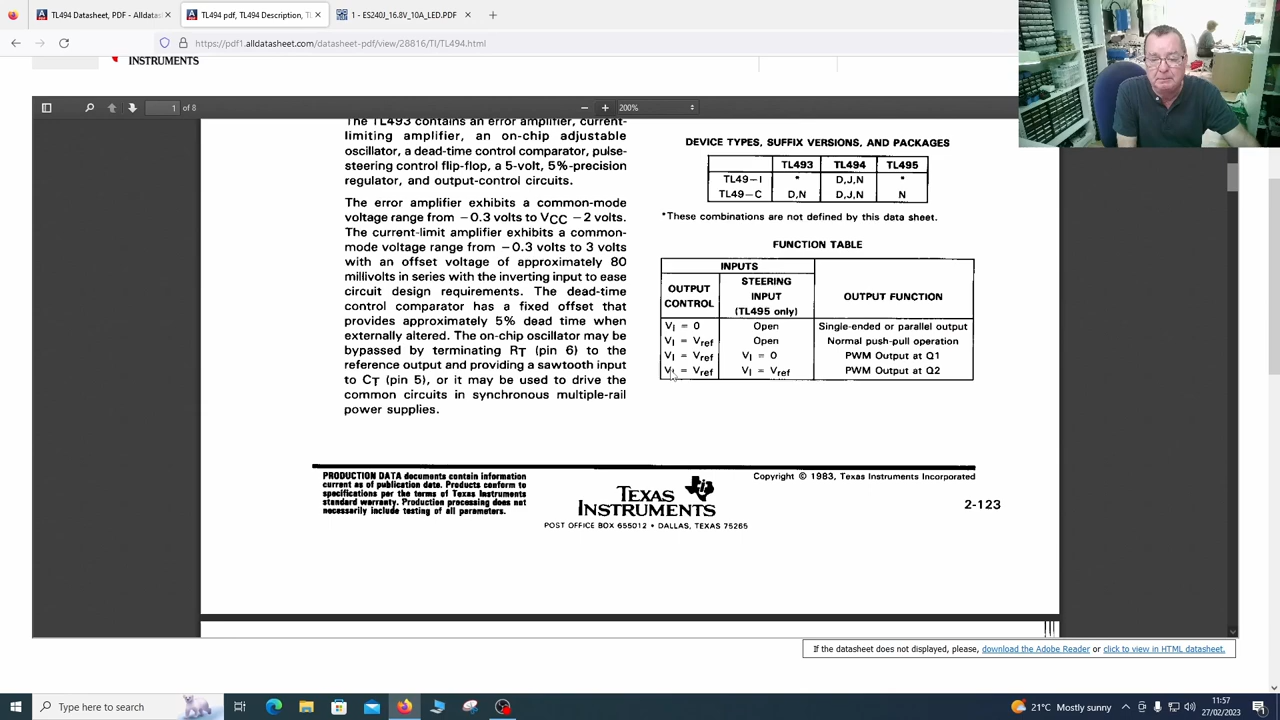 TL494 Datasheet, PDF - Alldatas
TL494 pdf, TL494 Description, T
1 - ES240J_16.8V_10A_LED.PDF
https://pdf1.alldatasheet.com/datasheet-pdf/view/28816/TI/TL494.html
INSTRUMENTS
1 of 8
200%
The TL493 contains an error amplifier, current-
limiting amplifier, an on-chip adjustable
oscillator, a dead-time control comparator, pulse-
steering control flip-flop, a 5-volt, 5%-precision
regulator, and output-control circuits.
The error amplifier exhibits a common-mode
voltage range from −0.3 volts to VCC −2 volts.
The current-limit amplifier exhibits a common-
mode voltage range from −0.3 volts to 3 volts
with an offset voltage of approximately 80
millivolts in series with the inverting input to ease
circuit design requirements. The dead-time
control comparator has a fixed offset that
provides approximately 5% dead time when
externally altered. The on-chip oscillator may be
bypassed by terminating RT (pin 6) to the
reference output and providing a sawtooth input
to CT (pin 5), or it may be used to drive the
common circuits in synchronous multiple-rail
power supplies.
DEVICE TYPES, SUFFIX VERSIONS, AND PACKAGES
TL493 TL494 TL495
TL49–I * D,J,N *
TL49–C D,N D,J,N N
*These combinations are not defined by this data sheet.
FUNCTION TABLE
INPUTS
OUTPUT CONTROL
STEERING INPUT (TL495 only)
OUTPUT FUNCTION
VI = 0 Open Single-ended or parallel output
VI = Vref Open Normal push-pull operation
VI = Vref VI = 0 PWM Output at Q1
VI = Vref VI = Vref PWM Output at Q2
PRODUCTION DATA documents contain information
current as of publication date. Products conform to
specifications per the terms of Texas Instruments
standard warranty. Production processing does not
necessarily include testing of all parameters.
TEXAS
INSTRUMENTS
POST OFFICE BOX 655012 • DALLAS, TEXAS 75265
Copyright © 1983, Texas Instruments Incorporated
2-123
If the datasheet does not displayed, please, download the Adobe Reader or click to view in HTML datasheet.
Type here to search
21°C Mostly sunny
11:57
27/02/2023
1